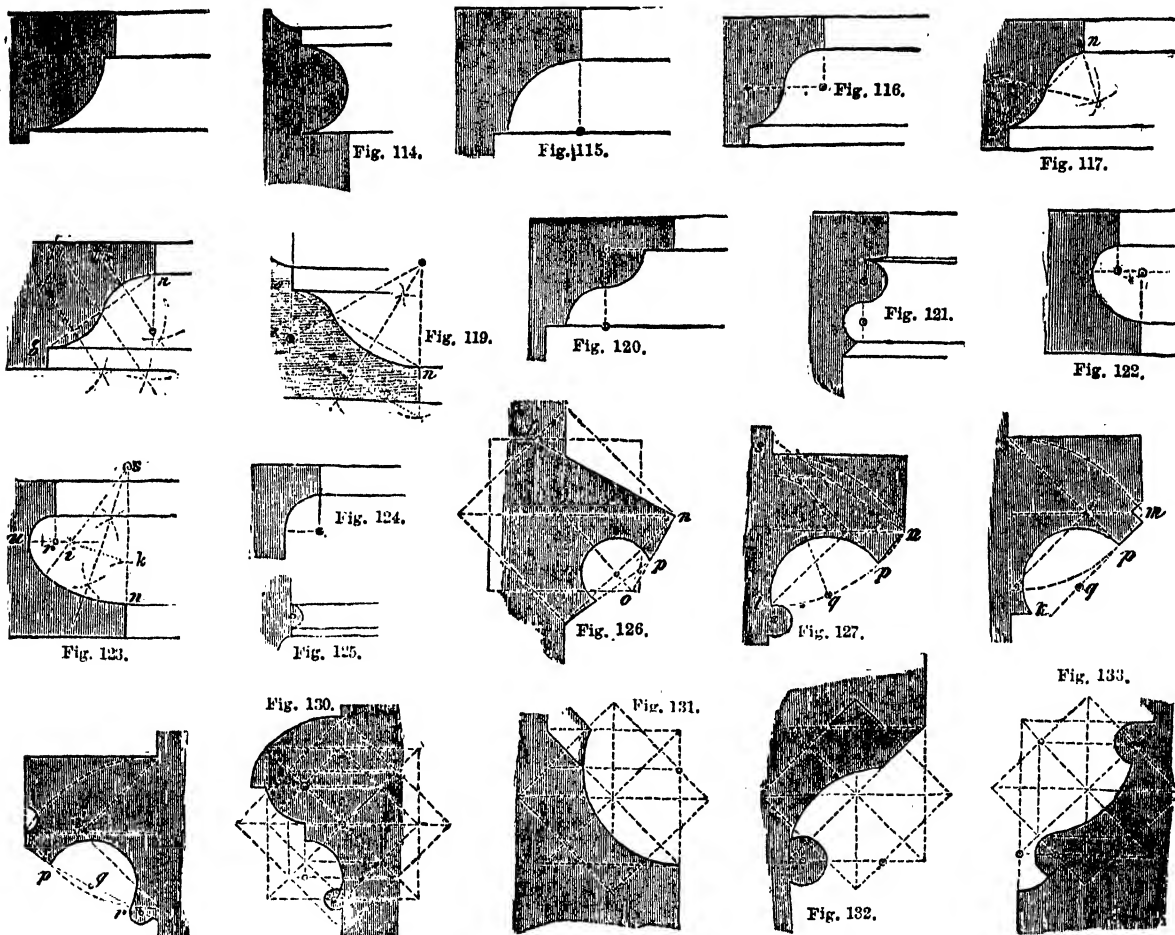 Fig. 114.
Fig. 115.
Fig. 116.
n
Fig. 117.
n
s
n
Fig. 119.
Fig. 120.
Fig. 121.
Fig. 122.
s
u
r
i
k
n
Fig. 123.
Fig. 124.
Fig. 125.
n
p
o
Fig. 126.
n
p
q
Fig. 127.
m
p
q
k
p
q
r
Fig. 130.
Fig. 131.
Fig. 132.
Fig. 133.